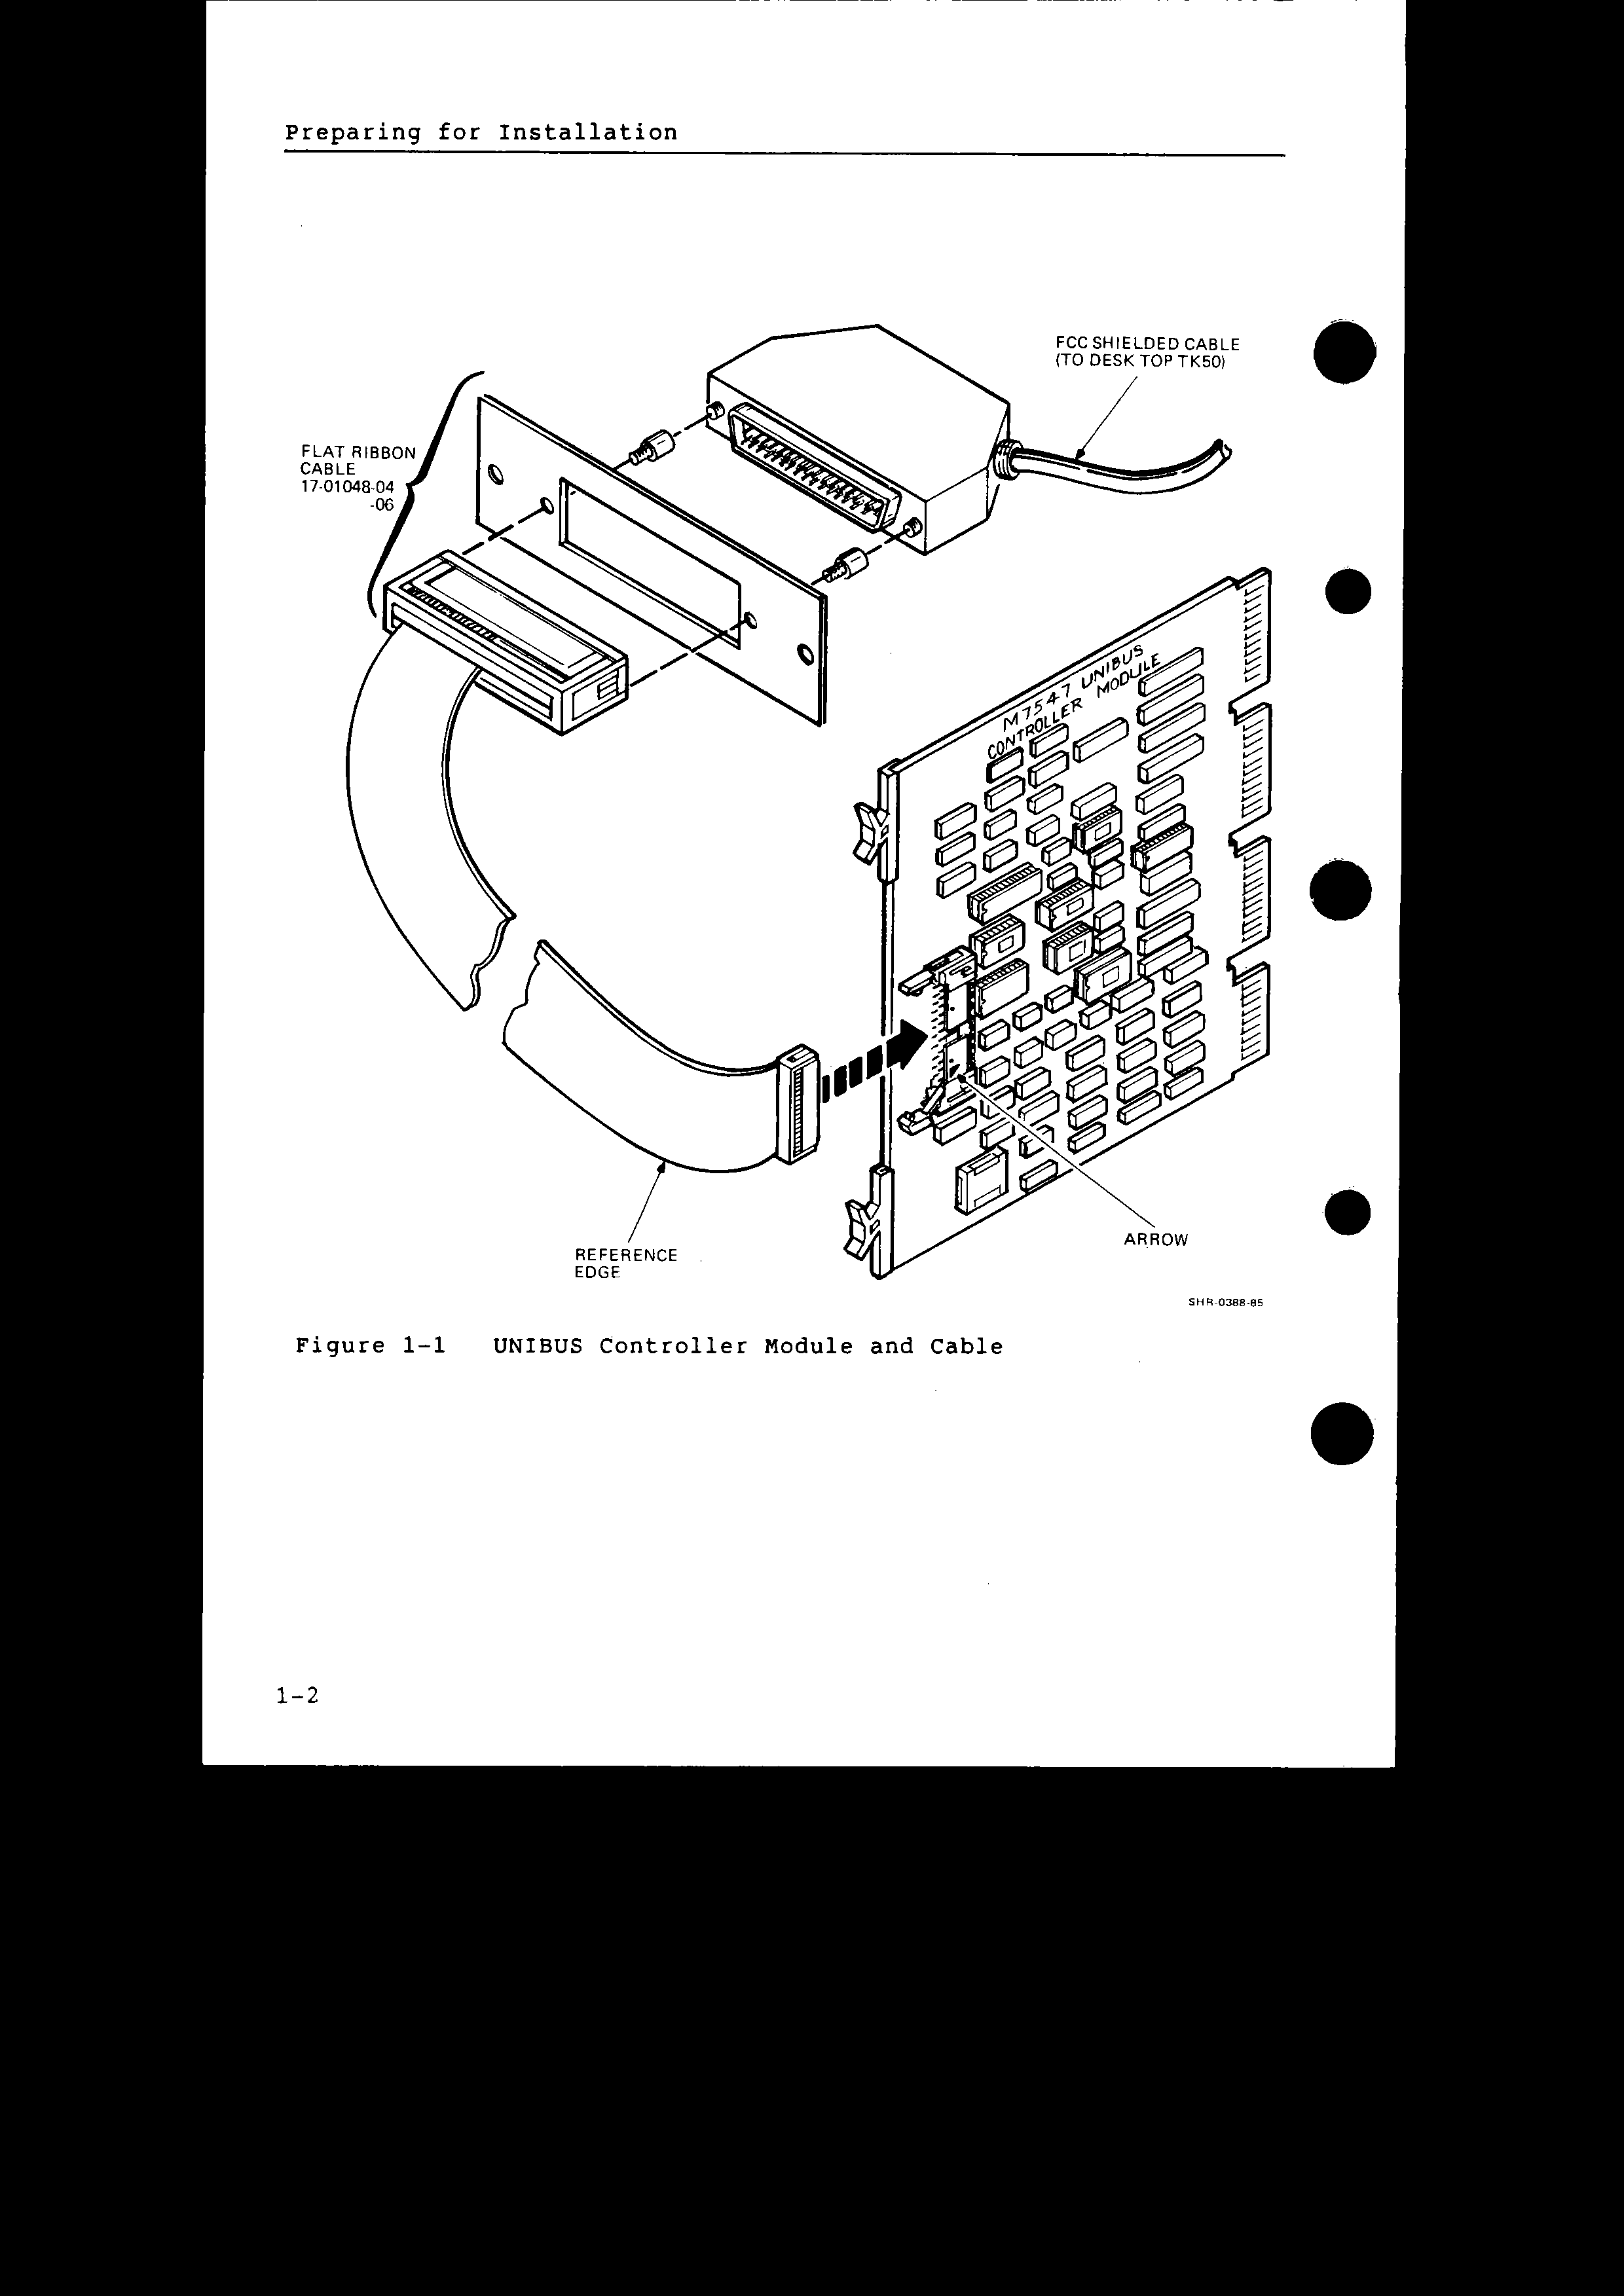 Preparing for Installation
FCC SHIELDED CABLE
(TO DESK TOP TK50)
FLAT RIBBON
CABLE
17-01048-04
-06
M7547 UNIBUS
CONTROLLER MODULE
ARROW
REFERENCE
EDGE
SHR-0388-85
Figure 1-1 UNIBUS Controller Module and Cable
1-2